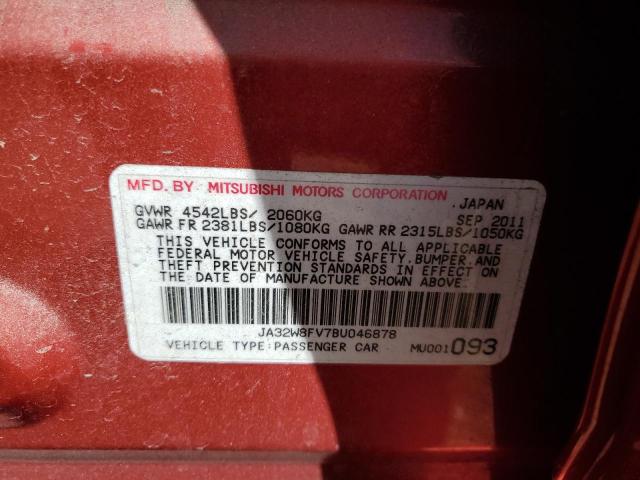 MFD. BY MITSUBISHI MOTORS CORPORATION
JAPAN
GVWR 4542LBS/ 2060KG SEP 2011
GAWR FR 2381LBS/1080KG GAWR RR 2315LBS/1050KG
THIS VEHICLE CONFORMS TO ALL APPLICABLE
FEDERAL MOTOR VEHICLE SAFETY, BUMPER, AND
THEFT PREVENTION STANDARDS IN EFFECT ON
THE DATE OF MANUFACTURE SHOWN ABOVE.
JA32W8FV7BU046878
VEHICLE TYPE:PASSENGER CAR MU001093